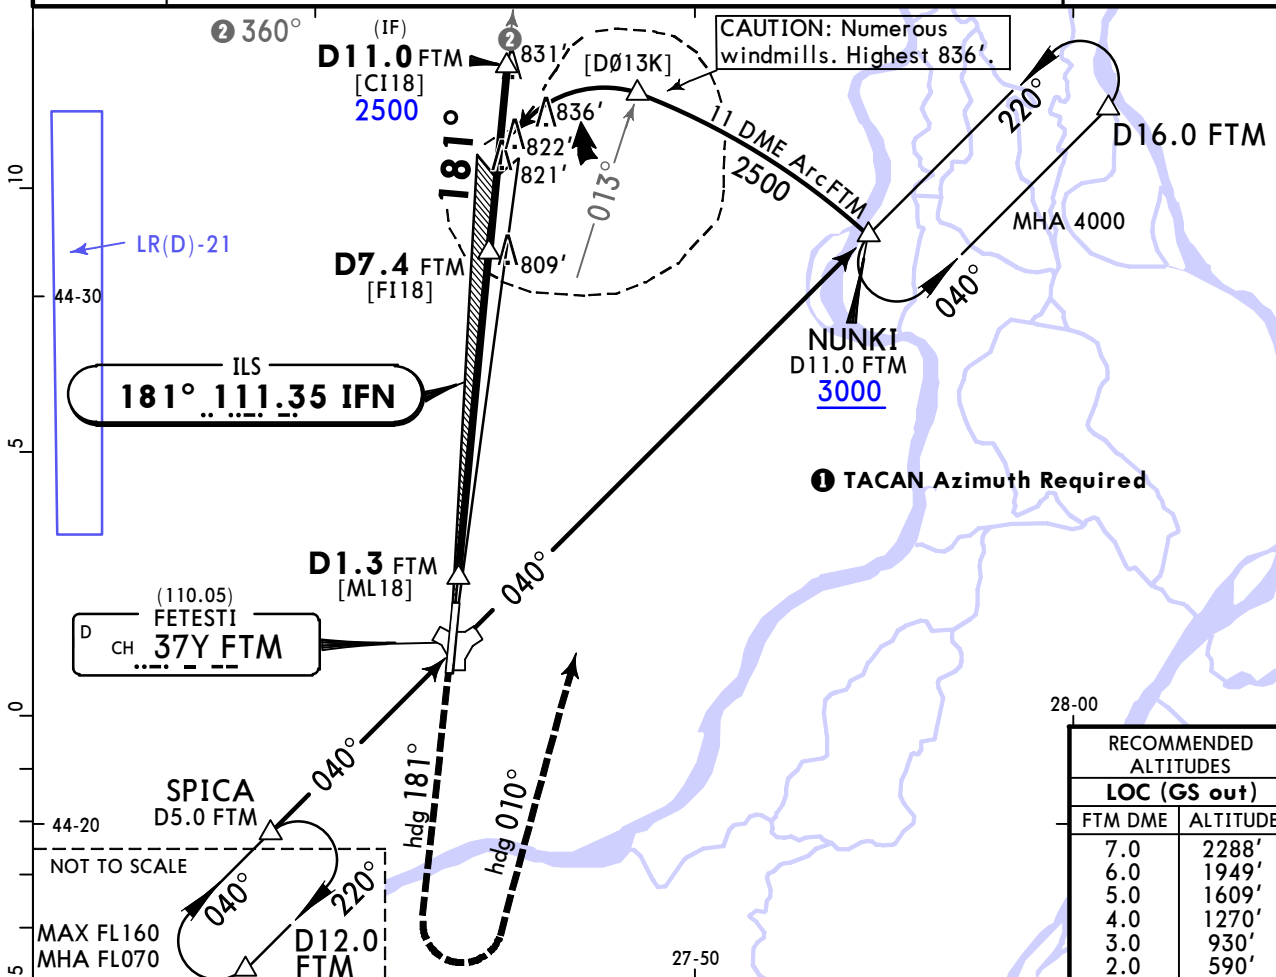 ❷ 360°
(IF)
D11.0 FTM
[CI18]
2500
❷
831'
[DØ13K]
CAUTION: Numerous
windmills. Highest 836'.
836'
822'
821'
181°
013°
11 DME Arc FTM
2500
220°
D16.0 FTM
MHA 4000
040°
10
LR(D)-21
D7.4 FTM
[FI18]
809'
44-30
NUNKI
D11.0 FTM
3000
ILS
181° 111.35 IFN
5
❶ TACAN Azimuth Required
D1.3 FTM
[ML18]
040°
(110.05)
FETESTI
D CH 37Y FTM
0
28-00
040°
hdg 181°
hdg 010°
SPICA
D5.0 FTM
44-20
NOT TO SCALE
040°
220°
MAX FL160
MHA FL070
D12.0
FTM
5
27-50
RECOMMENDED
ALTITUDES
LOC (GS out)
FTM DME ALTITUDE
7.0 2288'
6.0 1949'
5.0 1609'
4.0 1270'
3.0 930'
2.0 590'